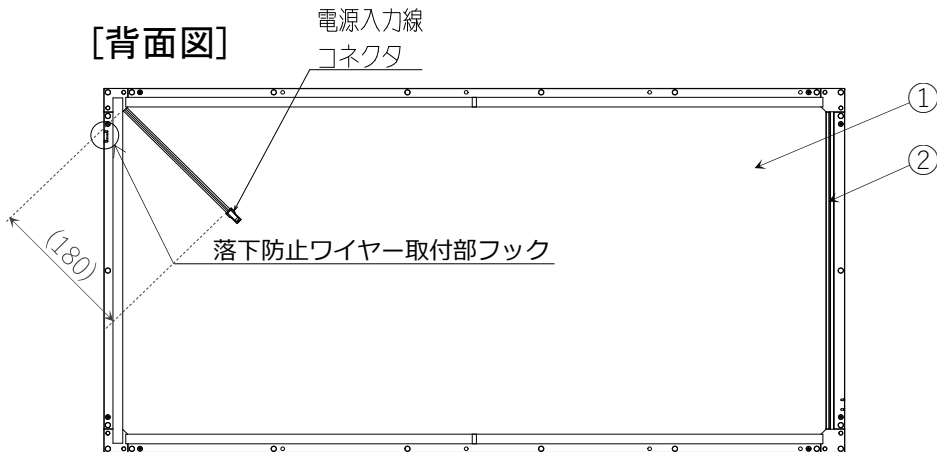 [背面図]
電源入力線
コネクタ
①
②
落下防止ワイヤー取付部フック
(180)